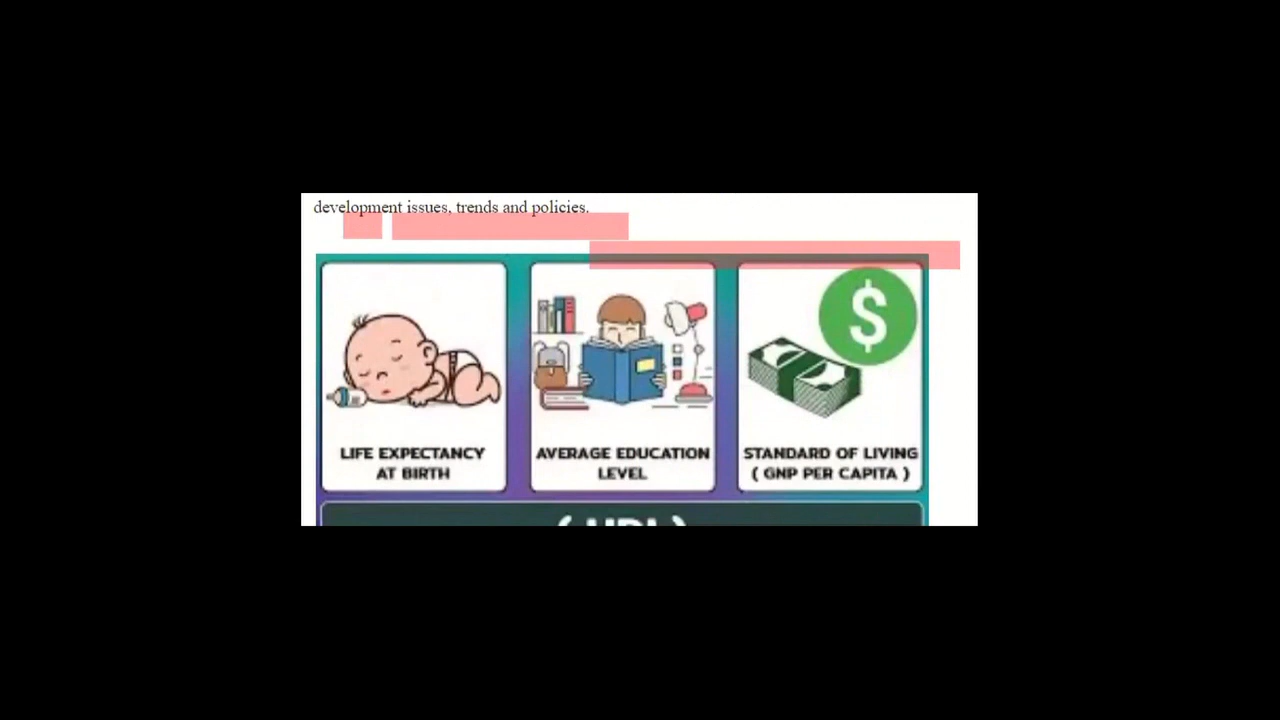 development issues, trends and policies.
LIFE EXPECTANCY
AT BIRTH
AVERAGE EDUCATION
LEVEL
STANDARD OF LIVING
( GNP PER CAPITA )
$